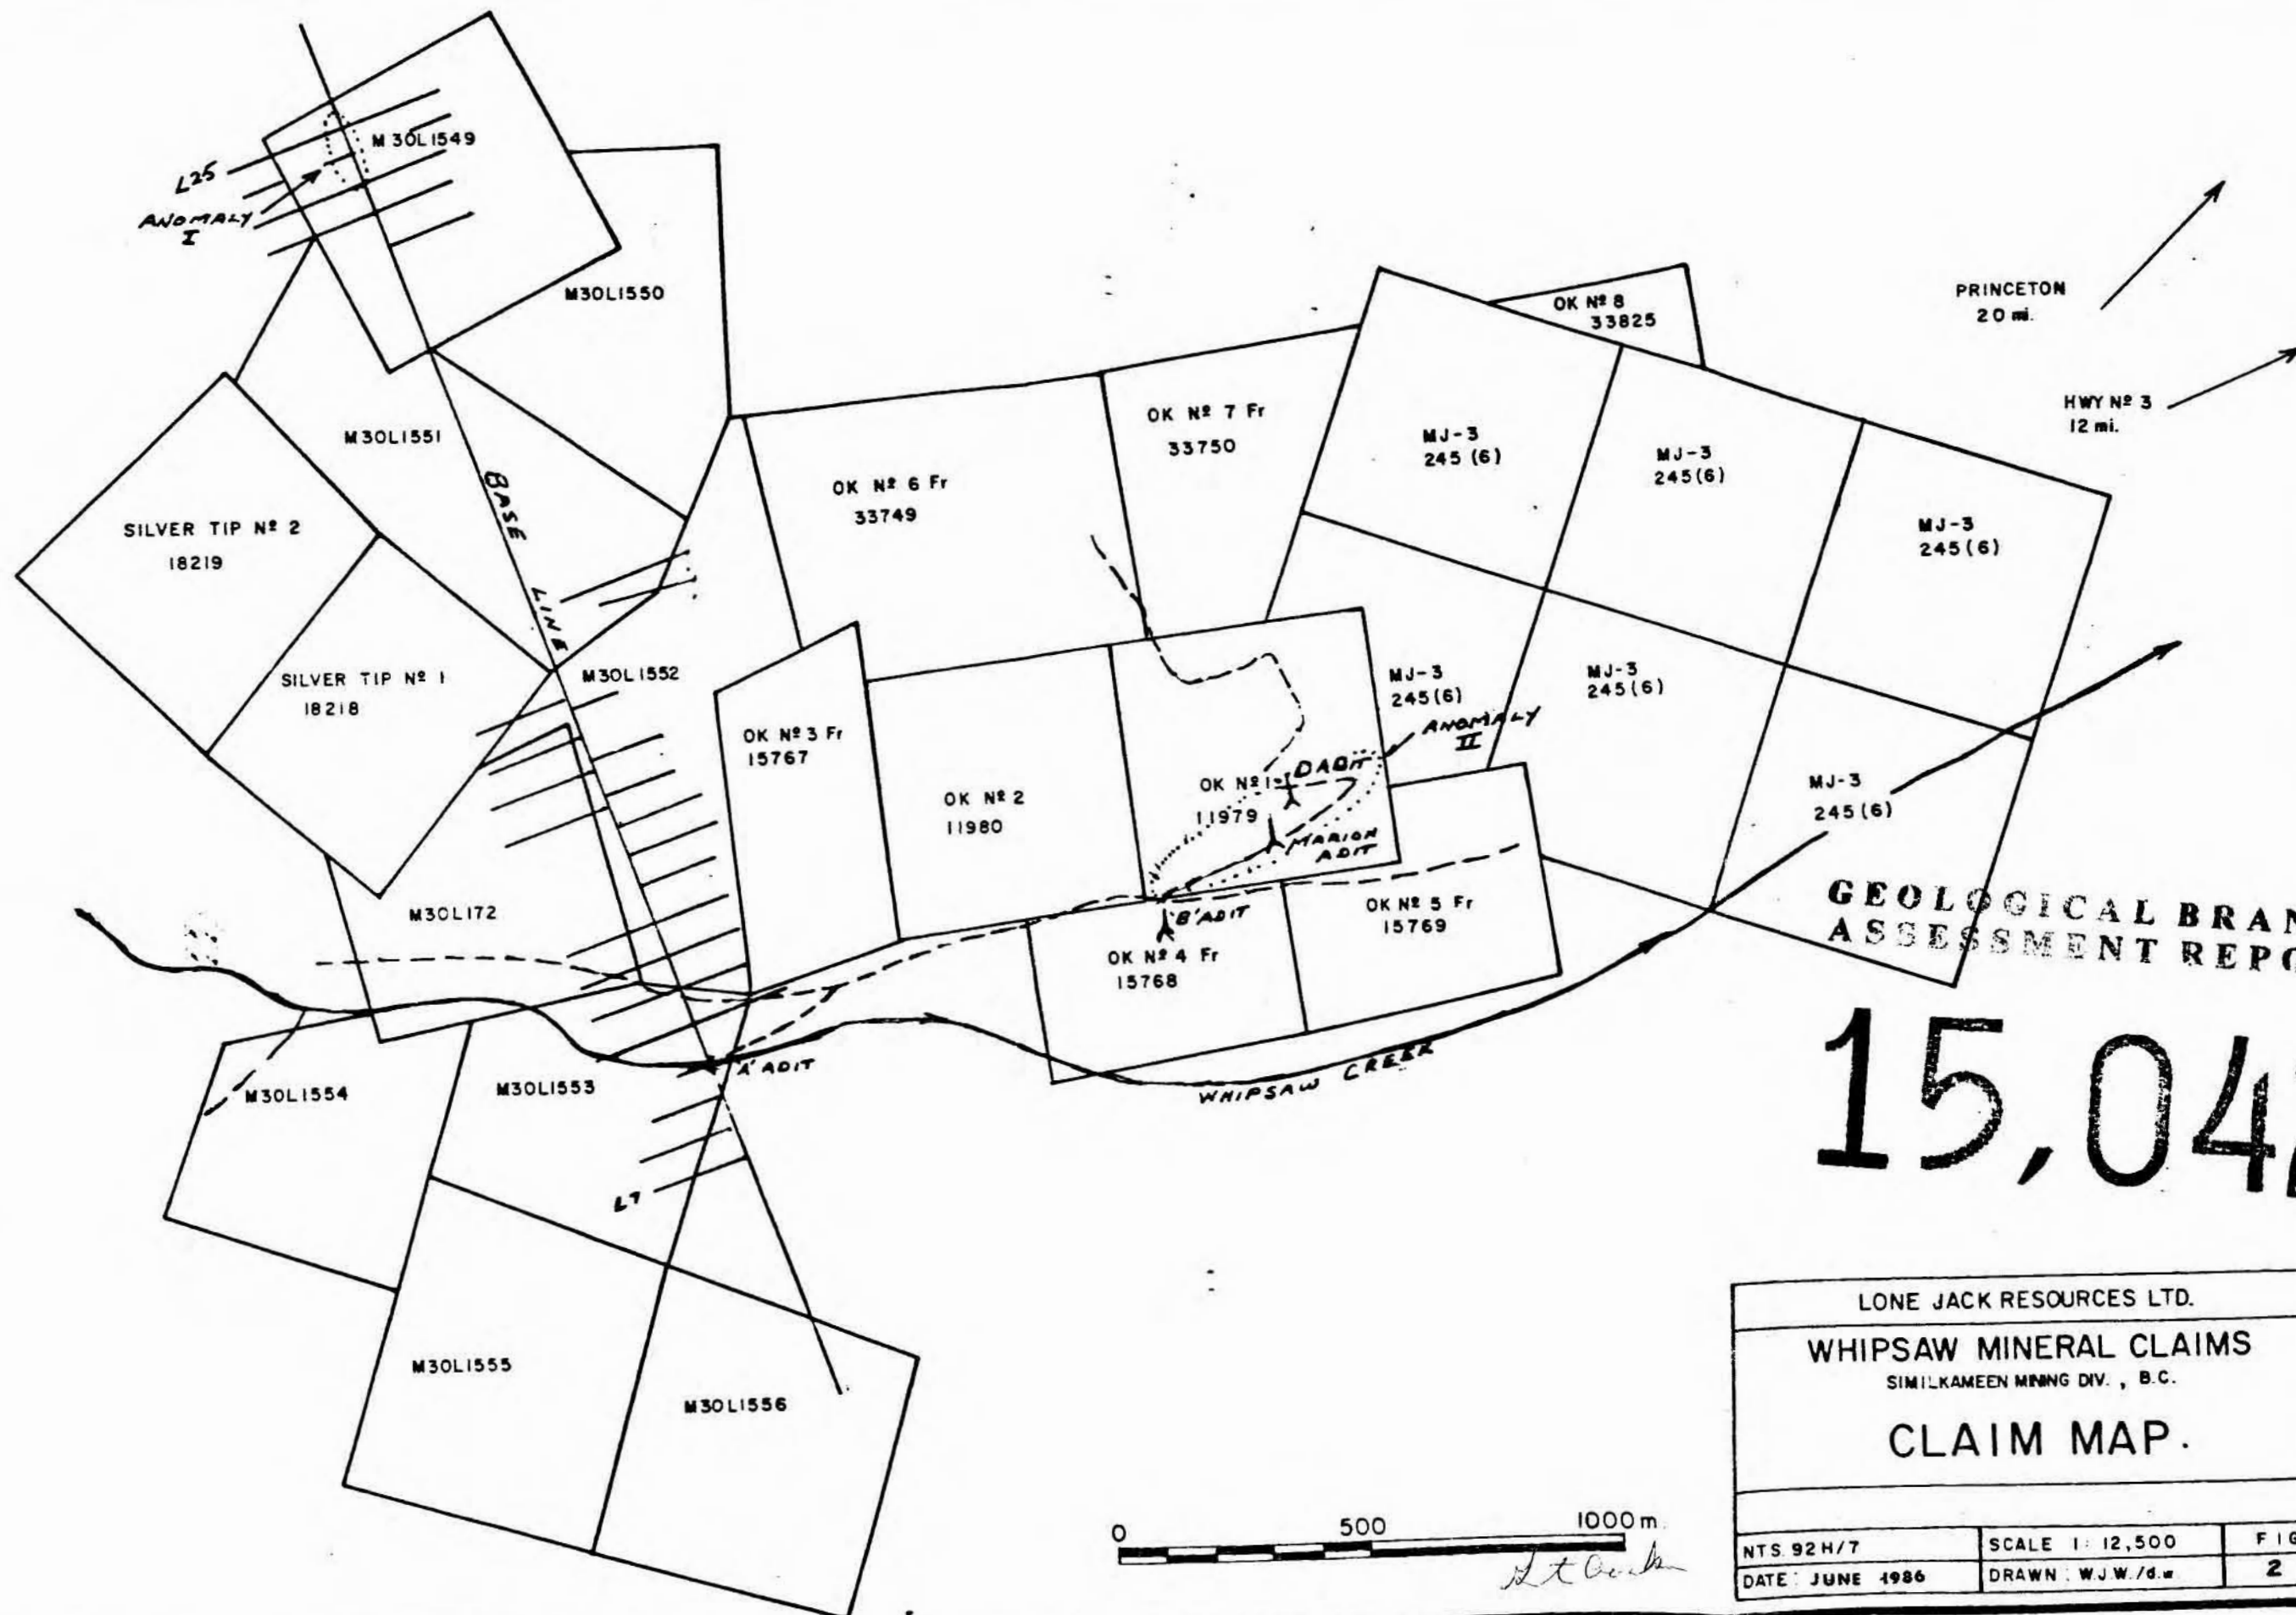 M30L1549
L25
ANOMALY
I
M30L1550
OK Nº 8
33825
PRINCETON
20 mi.
HWY Nº 3
12 mi.
M30L1551
OK Nº 7 Fr
33750
MJ-3
245(6)
MJ-3
245(6)
MJ-3
245(6)
BASE
LINE
OK Nº 6 Fr
33749
SILVER TIP Nº 2
18219
SILVER TIP Nº 1
18218
M30L1552
OK Nº 3 Fr
15767
MJ-3
245(6)
MJ-3
245(6)
ANOMALY
II
OK Nº 2
11980
OK Nº 1
11979
D ADIT
MARION
ADIT
MJ-3
245(6)
M30L172
'B' ADIT
OK Nº 5 Fr
15769
OK Nº 4 Fr
15768
GEOLOGICAL BRAN
ASSESSMENT REPO
15,04
M30L1554
M30L1553
'A' ADIT
WHIPSAW CREEK
L7
M30L1555
M30L1556
0 500 1000 m.
LONE JACK RESOURCES LTD.
WHIPSAW MINERAL CLAIMS
SIMILKAMEEN MINING DIV., B.C.
CLAIM MAP.
NTS. 92H/7
SCALE 1: 12,500
FIG
DATE: JUNE 1986
DRAWN: W.J.W./d.w.
2